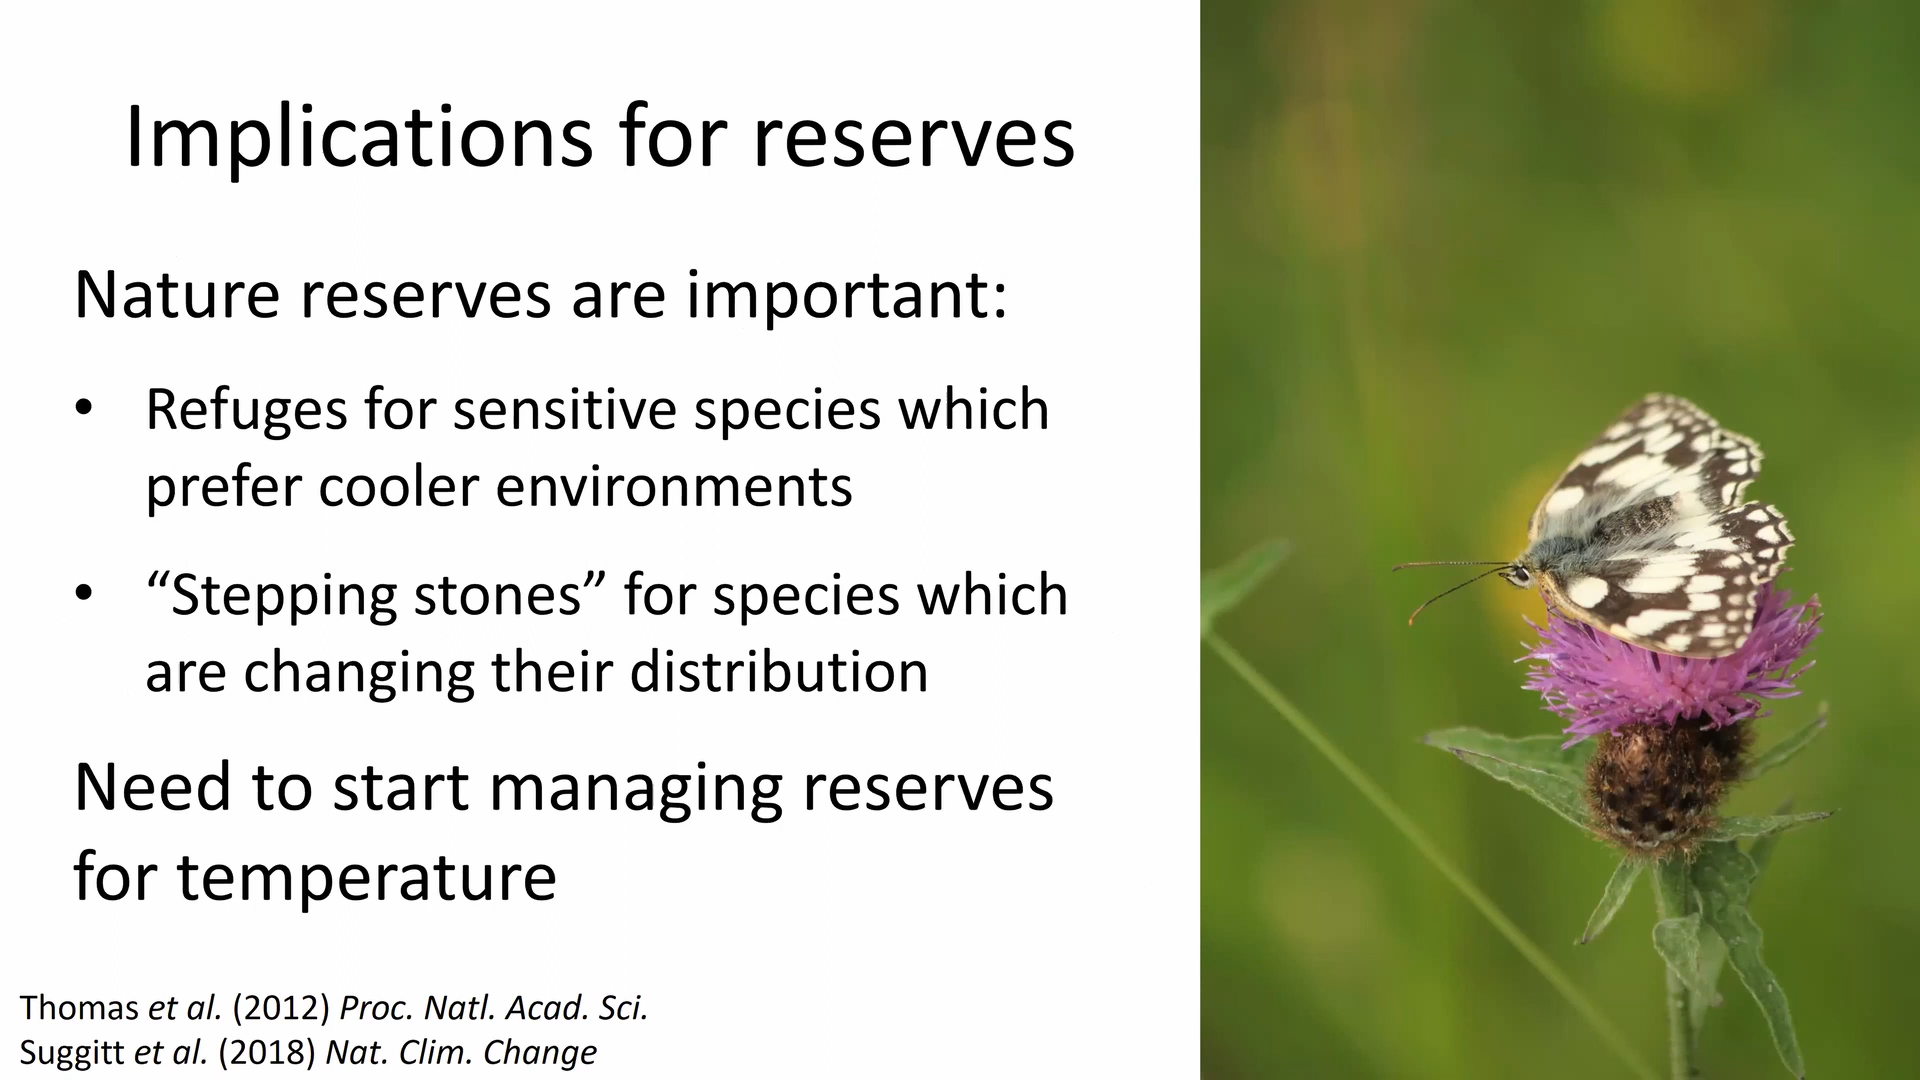 Implications for reserves
Nature reserves are important:
• Refuges for sensitive species which
prefer cooler environments
• “Stepping stones” for species which
are changing their distribution
Need to start managing reserves
for temperature
Thomas et al. (2012) Proc. Natl. Acad. Sci.
Suggitt et al. (2018) Nat. Clim. Change